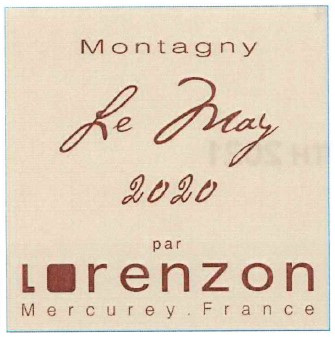 Montagny
Le May
2020
par
Lorenzon
Mercurey . France